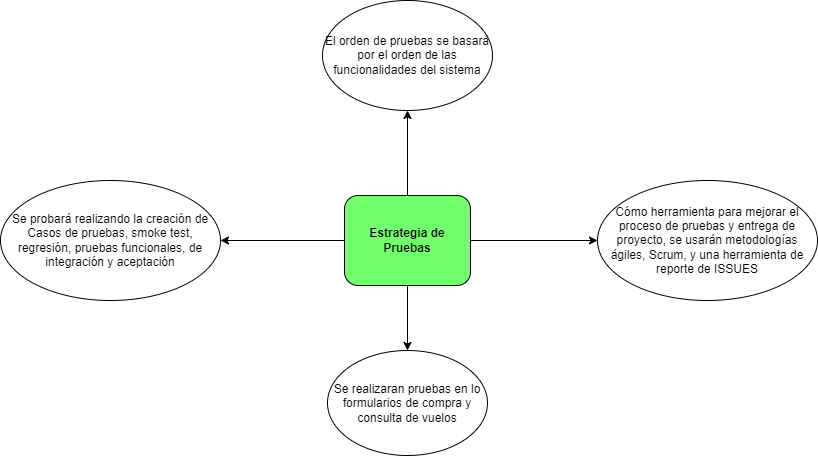 El orden de pruebas se basara
por el orden de las
funcionalidades del sistema
Se probará realizando la creación de
Casos de pruebas, smoke test,
regresión, pruebas funcionales, de
integración y aceptación
Estrategia de
Pruebas
Cómo herramienta para mejorar el
proceso de pruebas y entrega de
proyecto, se usarán metodologías
ágiles, Scrum, y una herramienta de
reporte de ISSUES
Se realizaran pruebas en lo
formularios de compra y
consulta de vuelos